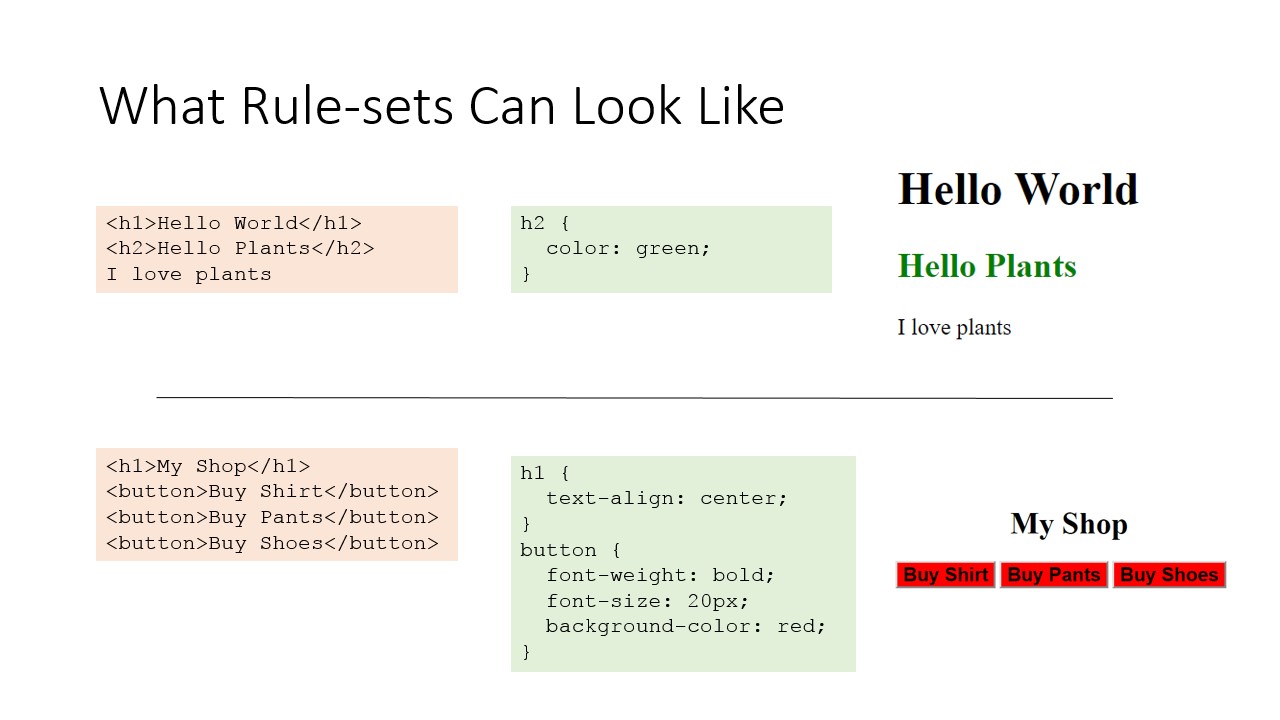 What Rule-sets Can Look Like
<h1>Hello World</h1>
<h2>Hello Plants</h2>
I love plants
h2 {
  color: green;
}
Hello World
Hello Plants
I love plants
<h1>My Shop</h1>
<button>Buy Shirt</button>
<button>Buy Pants</button>
<button>Buy Shoes</button>
h1 {
  text-align: center;
}
button {
  font-weight: bold;
  font-size: 20px;
  background-color: red;
}
My Shop
Buy Shirt Buy Pants Buy Shoes